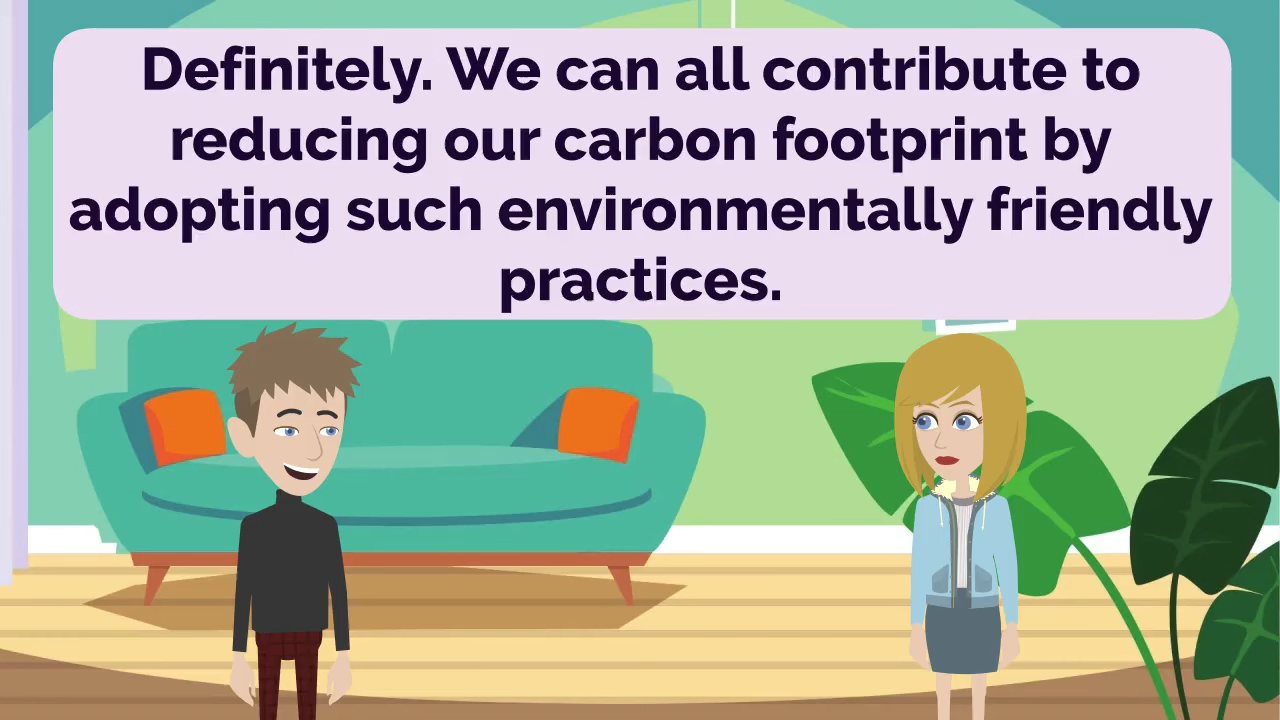 Definitely. We can all contribute to
reducing our carbon footprint by
adopting such environmentally friendly
practices.